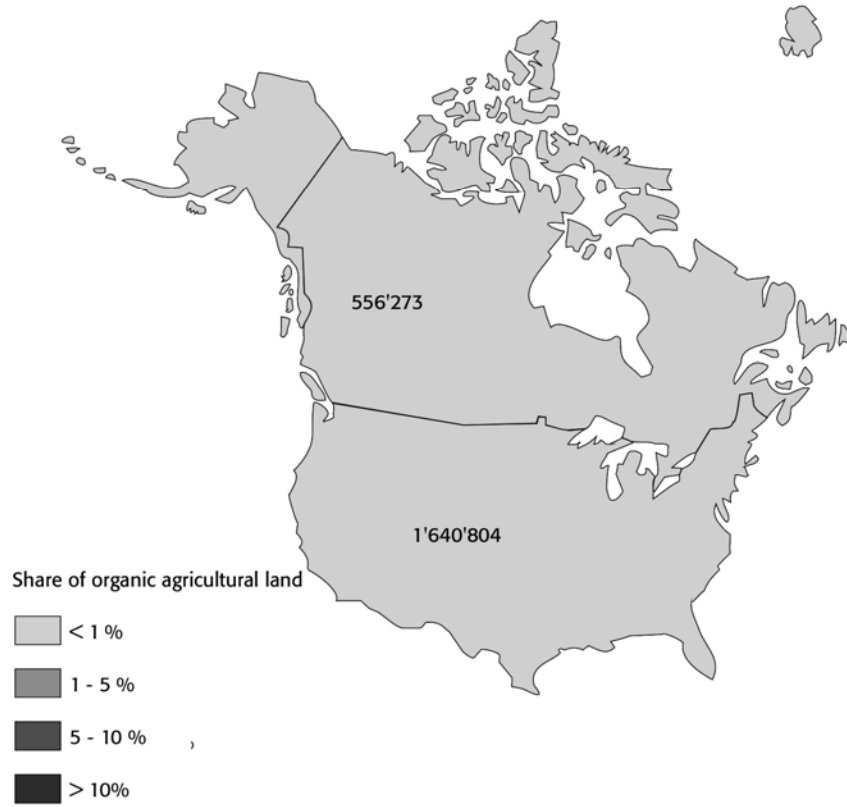 556'273
1'640'804
Share of organic agricultural land
< 1 %
1 - 5 %
5 - 10 %
> 10%